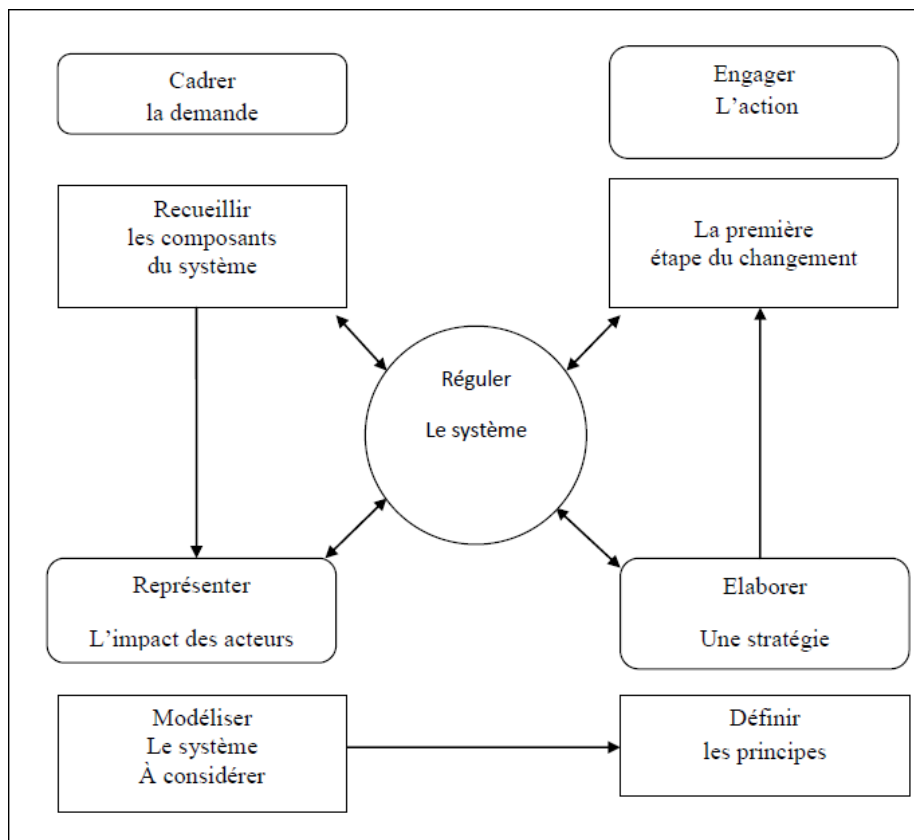 Cadrer
la demande
Engager
L’action
Recueillir
les composants
du système
La première
étape du changement
Réguler
Le système
Représenter
L’impact des acteurs
Elaborer
Une stratégie
Modéliser
Le système
À considérer
Définir
les principes